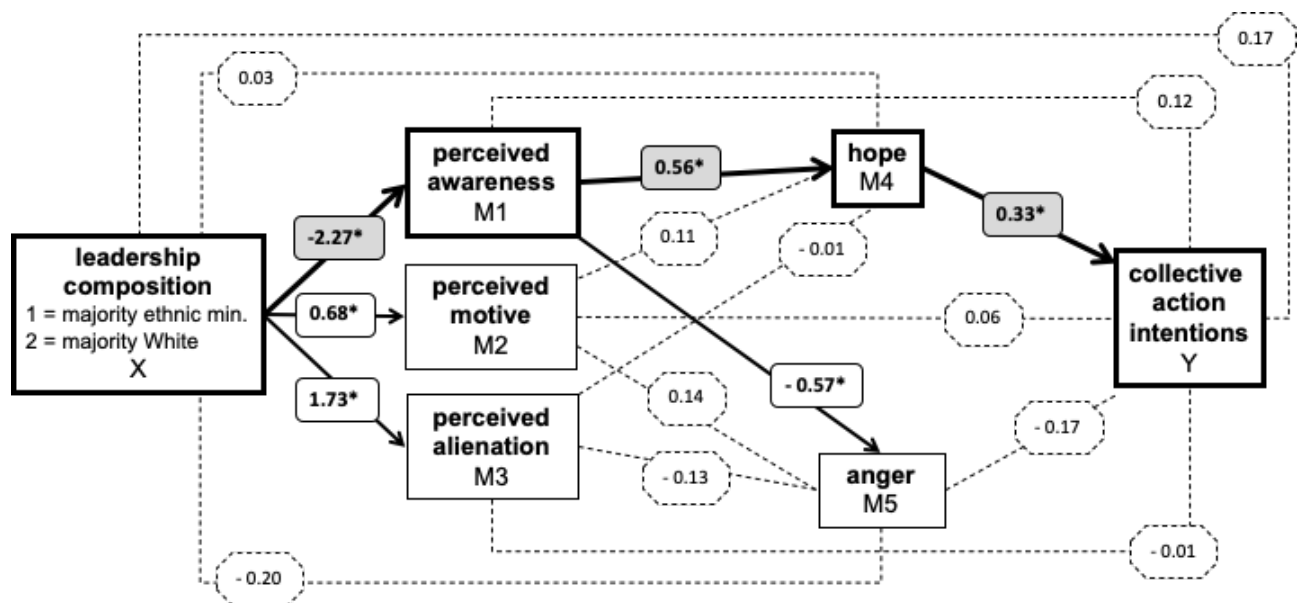 0.17
0.03
0.12
perceived
awareness
M1
0.56*
hope
M4
-2.27*
0.11
- 0.01
0.33*
leadership
composition
1 = majority ethnic min.
2 = majority White
X
0.68*
perceived
motive
M2
0.06
collective
action
intentions
Y
1.73*
perceived
alienation
M3
0.14
- 0.57*
- 0.17
- 0.13
anger
M5
- 0.01
- 0.20